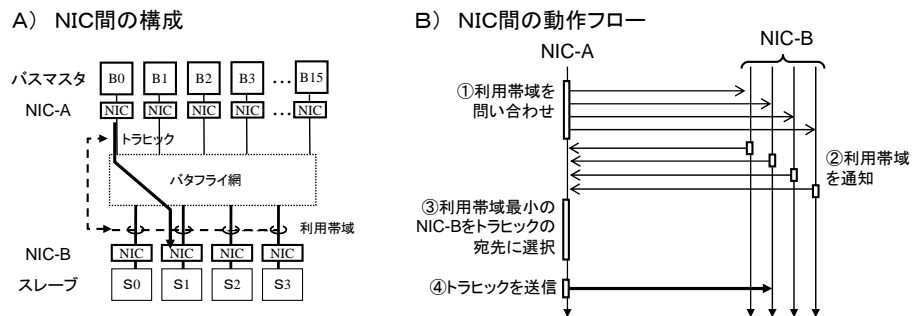 A) NIC間の構成
バスマスタ
B0 B1 B2 B3 … B15
NIC-A
NIC NIC NIC NIC … NIC
トラヒック
バタフライ網
利用帯域
NIC-B
NIC NIC NIC NIC
スレーブ
S0 S1 S2 S3
B) NIC間の動作フロー
NIC-A
NIC-B
①利用帯域を
問い合わせ
②利用帯域
を通知
③利用帯域最小の
NIC-Bをトラヒックの
宛先に選択
④トラヒックを送信